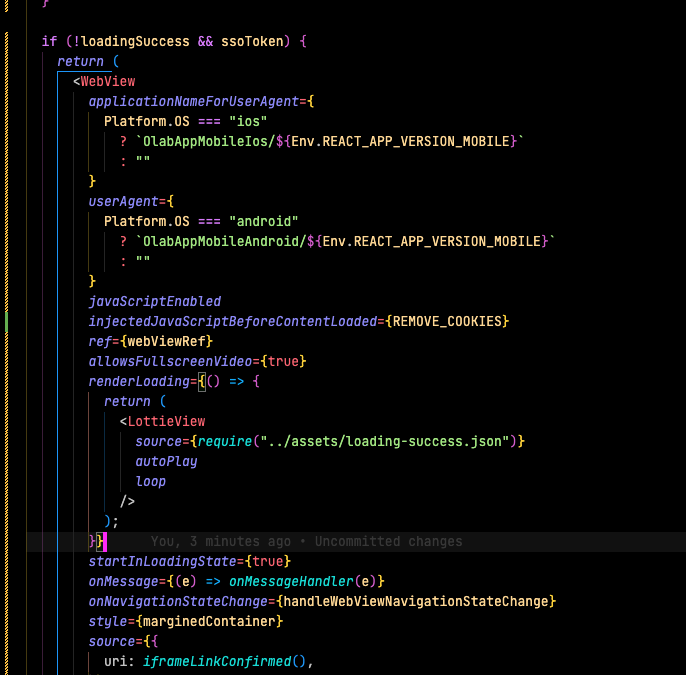 }
if (!loadingSuccess && ssoToken) {
return (
<WebView
applicationNameForUserAgent={
Platform.OS === "ios"
? `OlabAppMobileIos/${Env.REACT_APP_VERSION_MOBILE}`
: ""
}
userAgent={
Platform.OS === "android"
? `OlabAppMobileAndroid/${Env.REACT_APP_VERSION_MOBILE}`
: ""
}
javaScriptEnabled
injectedJavaScriptBeforeContentLoaded={REMOVE_COOKIES}
ref={webViewRef}
allowsFullscreenVideo={true}
renderLoading={() => {
return (
<LottieView
source={require("../assets/loading-success.json")}
autoPlay
loop
/>
);
}} You, 3 minutes ago • Uncommitted changes
startInLoadingState={true}
onMessage={(e) => onMessageHandler(e)}
onNavigationStateChange={handleWebViewNavigationStateChange}
style={marginedContainer}
source={{
uri: iframeLinkConfirmed(),